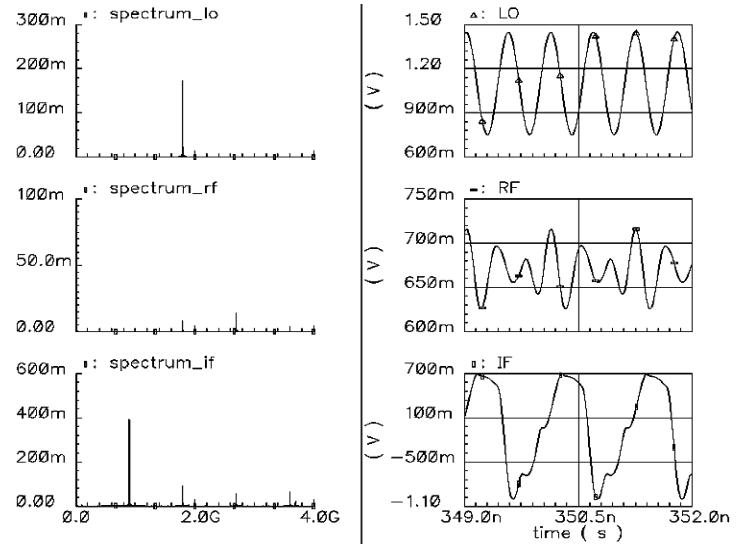 spectrum_lo
300m
200m
100m
0.00
spectrum_rf
100m
50.0m
0.00
spectrum_if
600m
400m
200m
0.00
0.0 2.0G 4.0G
: LO
1.50
1.20
900m
600m
(V)
: RF
750m
700m
650m
600m
(V)
: IF
700m
100m
-500m
-1.10
(V)
349.0n 350.5n 352.0n
time ( s )